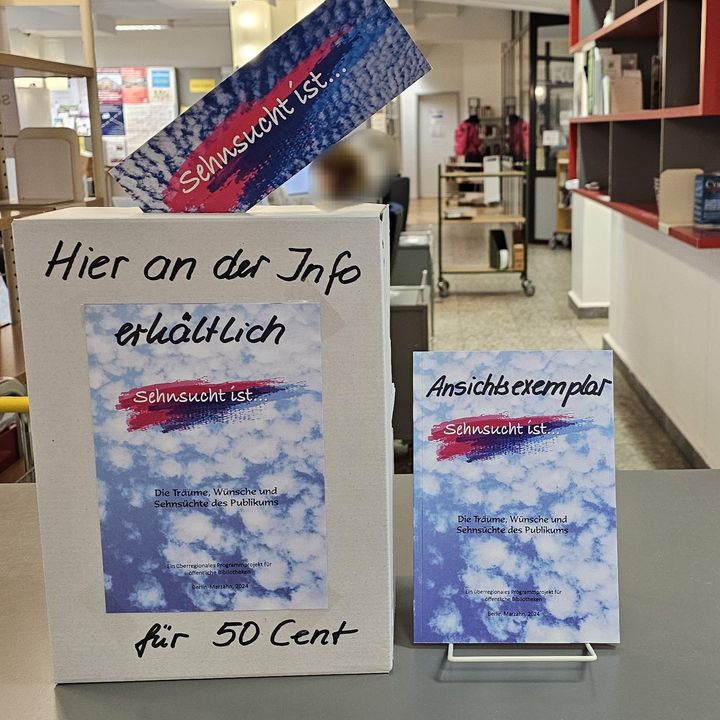 Sehnsucht ist...
Hier an der Info
erhältlich
Sehnsucht ist...
Die Träume, Wünsche und
Sehnsüchte des Publikums
Ein überregionales Programmprojekt für
öffentliche Bibliotheken
Berlin-Marzahn, 2024
für 50 Cent
Ansichtsexemplar
Sehnsucht ist...
Die Träume, Wünsche und
Sehnsüchte des Publikums
Ein überregionales Programmprojekt für
öffentliche Bibliotheken
Berlin-Marzahn, 2024